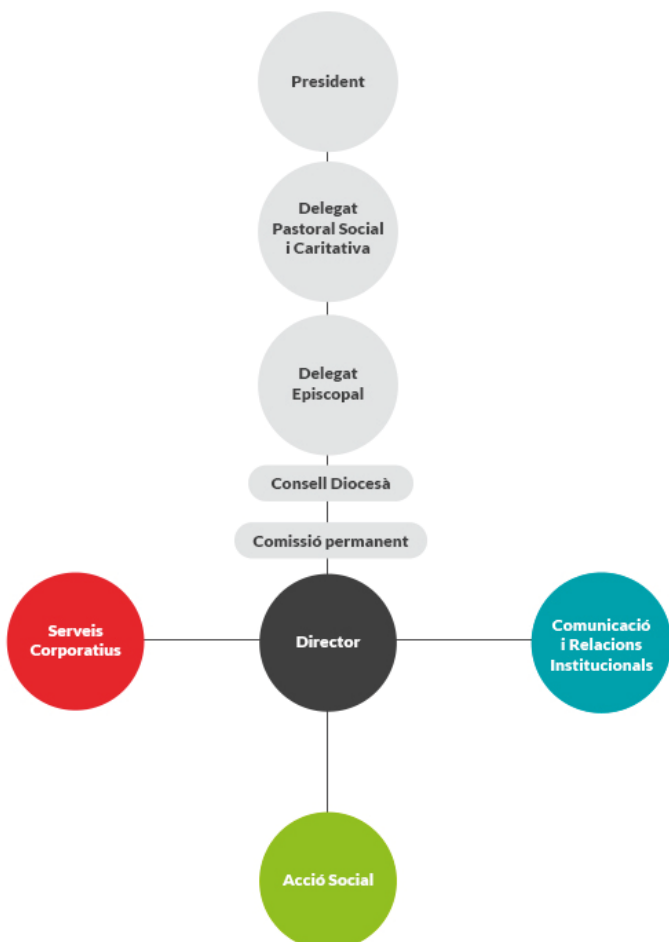 President
Delegat
Pastoral Social
i Caritativa
Delegat
Episcopal
Consell Diocesà
Comissió permanent
Serveis
Corporatius
Director
Comunicació
i Relacions
Institucionals
Acció Social